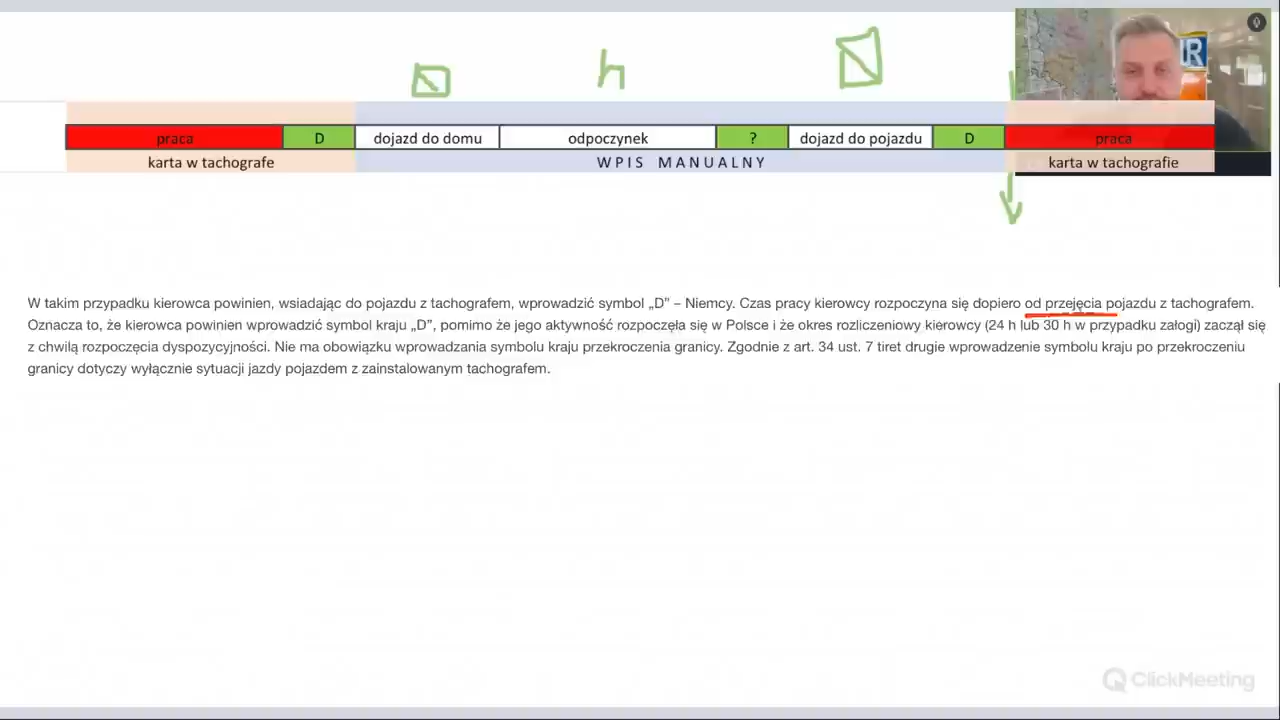 h
R
praca D dojazd do domu odpoczynek ? dojazd do pojazdu D praca
karta w tachografe WPIS MANUALNY karta w tachografie
W takim przypadku kierowca powinien, wsiadając do pojazdu z tachografem, wprowadzić symbol „D” – Niemcy. Czas pracy kierowcy rozpoczyna się dopiero od przejęcia pojazdu z tachografem.
Oznacza to, że kierowca powinien wprowadzić symbol kraju „D”, pomimo że jego aktywność rozpoczęła się w Polsce i że okres rozliczeniowy kierowcy (24 h lub 30 h w przypadku załogi) zaczął się
z chwilą rozpoczęcia dyspozycyjności. Nie ma obowiązku wprowadzania symbolu kraju przekroczenia granicy. Zgodnie z art. 34 ust. 7 tiret drugie wprowadzenie symbolu kraju po przekroczeniu
granicy dotyczy wyłącznie sytuacji jazdy pojazdem z zainstalowanym tachografem.
ClickMeeting